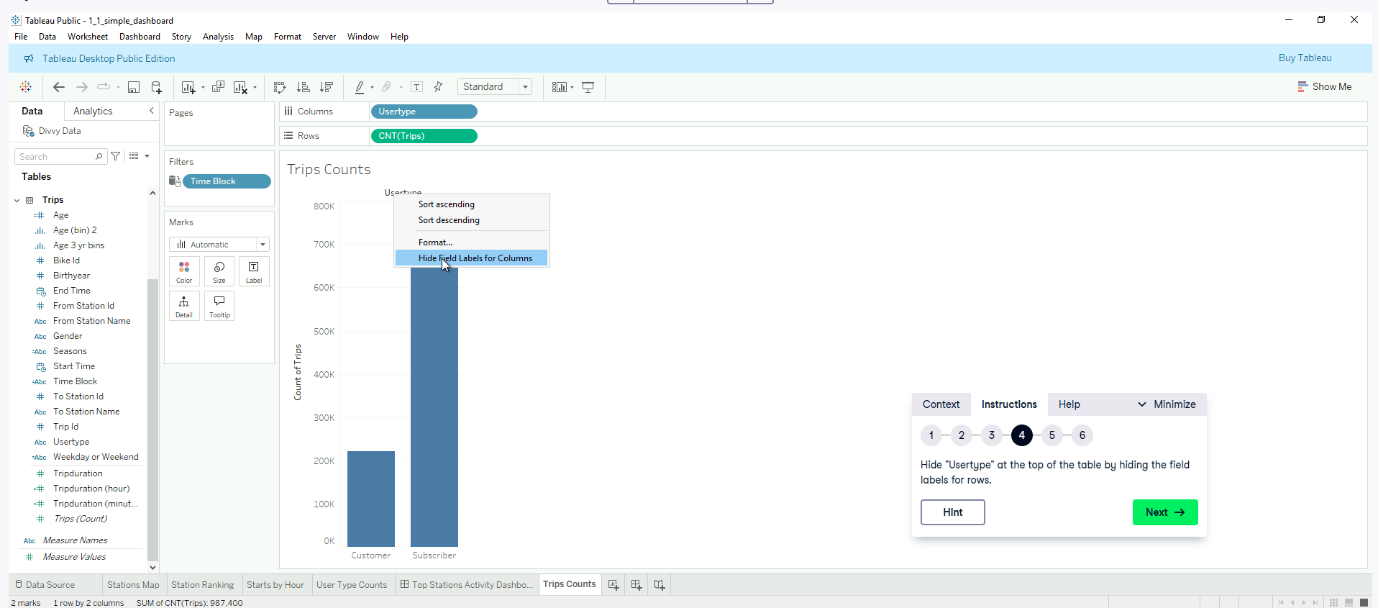 Tableau Public - 1_1_simple_dashboard
File Data Worksheet Dashboard Story Analysis Map Format Server Window Help
Tableau Desktop Public Edition
Buy Tableau
Standard
Show Me
Data Analytics
Pages
Columns
Usertype
Divvy Data
Rows
CNT(Trips)
Search
Filters
Trips Counts
Tables
Time Block
Usertype
Trips
Sort ascending
800K
Age
Sort descending
Marks
Age (bin) 2
Automatic
700K
Format...
Age 3 yr bins
Hide Field Labels for Columns
Bike Id
Birthyear
Color Size Label
600K
End Time
From Station Id
Detail Tooltip
From Station Name
Abc
500K
Gender
Abc
Seasons
=Abc
Start Time
Count of Trips
400K
Time Block
=Abc
To Station Id
To Station Name
Abc
300K
Trip Id
Usertype
Abc
Weekday or Weekend
=Abc
200K
Tripduration
Tripduration (hour)
100K
Tripduration (minut...
Trips (Count)
0K
Abc Measure Names
Customer Subscriber
Measure Values
Context Instructions Help Minimize
1 2 3 4 5 6
Hide "Usertype" at the top of the table by hiding the field
labels for rows.
Hint
Next
Data Source Stations Map Station Ranking Starts by Hour User Type Counts Top Stations Activity Dashbo... Trips Counts
2 marks 1 row by 2 columns SUM of CNT(Trips): 987,400